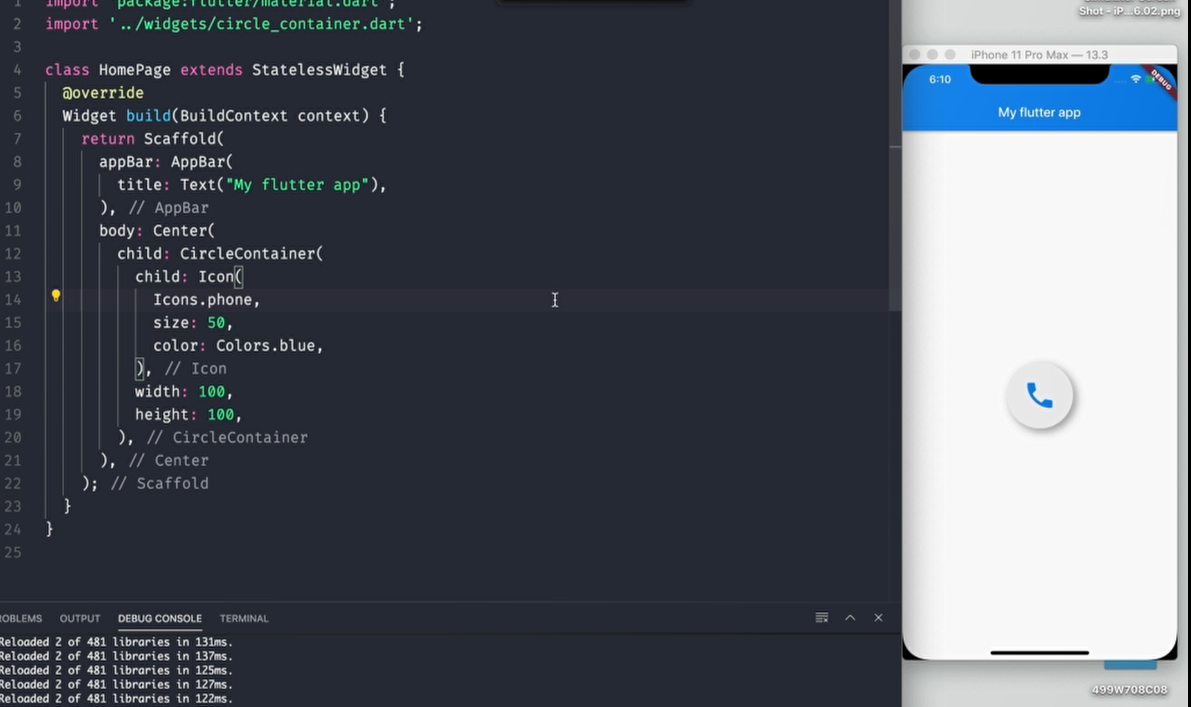 1 import 'package:flutter/material.dart';
2 import '../widgets/circle_container.dart';
3
4 class HomePage extends StatelessWidget {
5 @override
6 Widget build(BuildContext context) {
7 return Scaffold(
8 appBar: AppBar(
9 title: Text("My flutter app"),
10 ), // AppBar
11 body: Center(
12 child: CircleContainer(
13 child: Icon(
14 Icons.phone,
15 size: 50,
16 color: Colors.blue,
17 ), // Icon
18 width: 100,
19 height: 100,
20 ), // CircleContainer
21 ), // Center
22 ); // Scaffold
23 }
24 }
25
OBLEMS OUTPUT DEBUG CONSOLE TERMINAL
Reloaded 2 of 481 libraries in 131ms.
Reloaded 2 of 481 libraries in 137ms.
Reloaded 2 of 481 libraries in 125ms.
Reloaded 2 of 481 libraries in 127ms.
Reloaded 2 of 481 libraries in 122ms.
Shot - iP...6.02.png
iPhone 11 Pro Max — 13.3
6:10
DEBUG
My flutter app
499W708C08